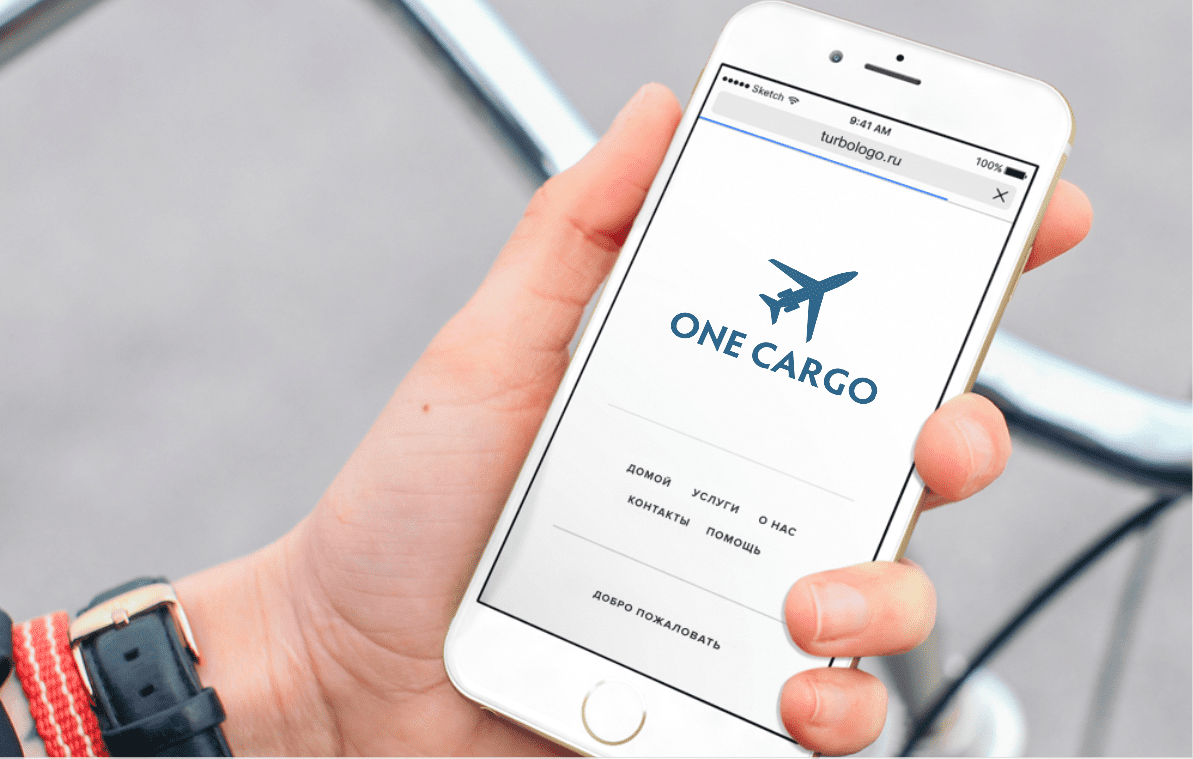 Sketch 9:41 AM 100%
turbologo.ru
ONE CARGO
ДОМОЙ УСЛУГИ О НАС
КОНТАКТЫ ПОМОЩЬ
ДОБРО ПОЖАЛОВАТЬ